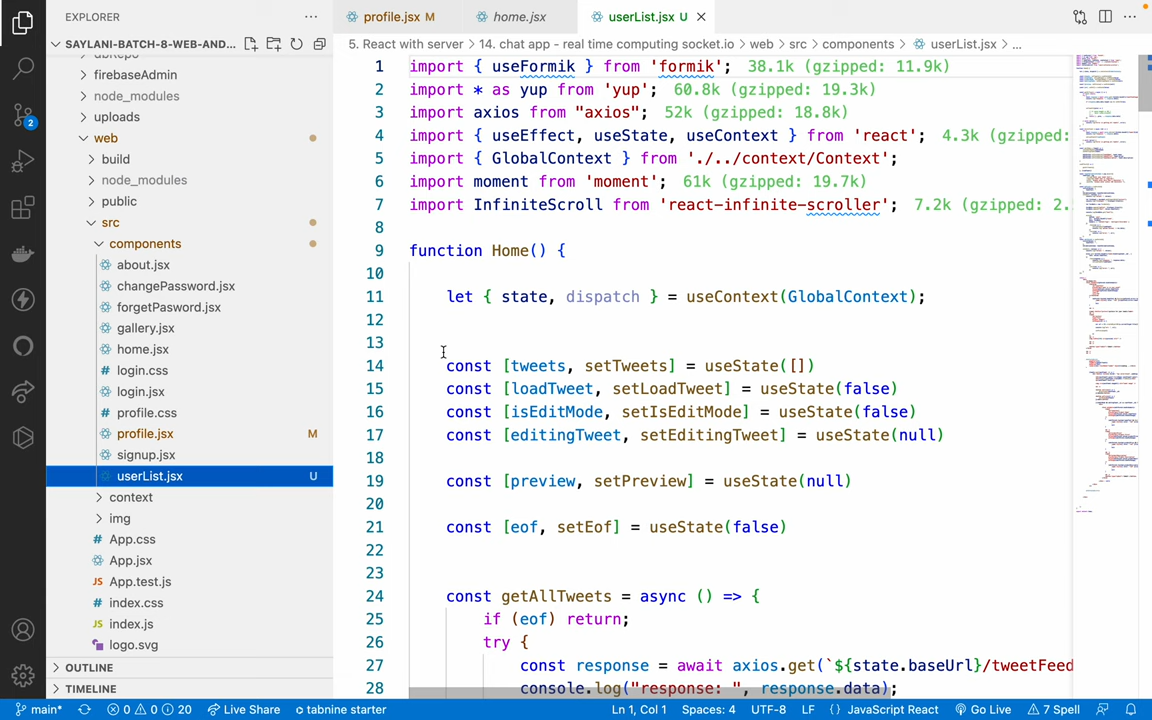 EXPLORER
profile.jsx M
home.jsx
userList.jsx U
SAYLANI-BATCH-8-WEB-AND...
5. React with server > 14. chat app - real time computing socket.io > web > src > components > userList.jsx > ...
firebaseAdmin
node_modules
uploads
web
build
node_modules
public
src
components
about.jsx
changePassword.jsx
forgetPassword.jsx
gallery.jsx
home.jsx
login.css
login.jsx
profile.css
profile.jsx M
signup.jsx
userList.jsx U
context
img
App.css
App.jsx
App.test.js
index.css
index.js
logo.svg
OUTLINE
TIMELINE
2
1 import { useFormik } from 'formik'; 38.1k (gzipped: 11.9k)
2 import * as yup from 'yup'; 60.8k (gzipped: 19.3k)
3 import axios from "axios"; 52k (gzipped: 18.8k)
4 import { useEffect, useState, useContext } from 'react'; 4.3k (gzipped:
5 import { GlobalContext } from './../context/Context';
6 import moment from 'moment'; 61k (gzipped: 19.7k)
7 import InfiniteScroll from 'react-infinite-scroller'; 7.2k (gzipped: 2.
8
9 function Home() {
10
11 let { state, dispatch } = useContext(GlobalContext);
12
13
14 const [tweets, setTweets] = useState([])
15 const [loadTweet, setLoadTweet] = useState(false)
16 const [isEditMode, setIsEditMode] = useState(false)
17 const [editingTweet, setEditingTweet] = useState(null)
18
19 const [preview, setPreview] = useState(null)
20
21 const [eof, setEof] = useState(false)
22
23
24 const getAllTweets = async () => {
25 if (eof) return;
26 try {
27 const response = await axios.get(`${state.baseUrl}/tweetFeed
28 console.log("response: ", response.data);
main* 0 0 20 Live Share tabnine starter Ln 1, Col 1 Spaces: 4 UTF-8 LF {} JavaScript React Go Live 7 Spell